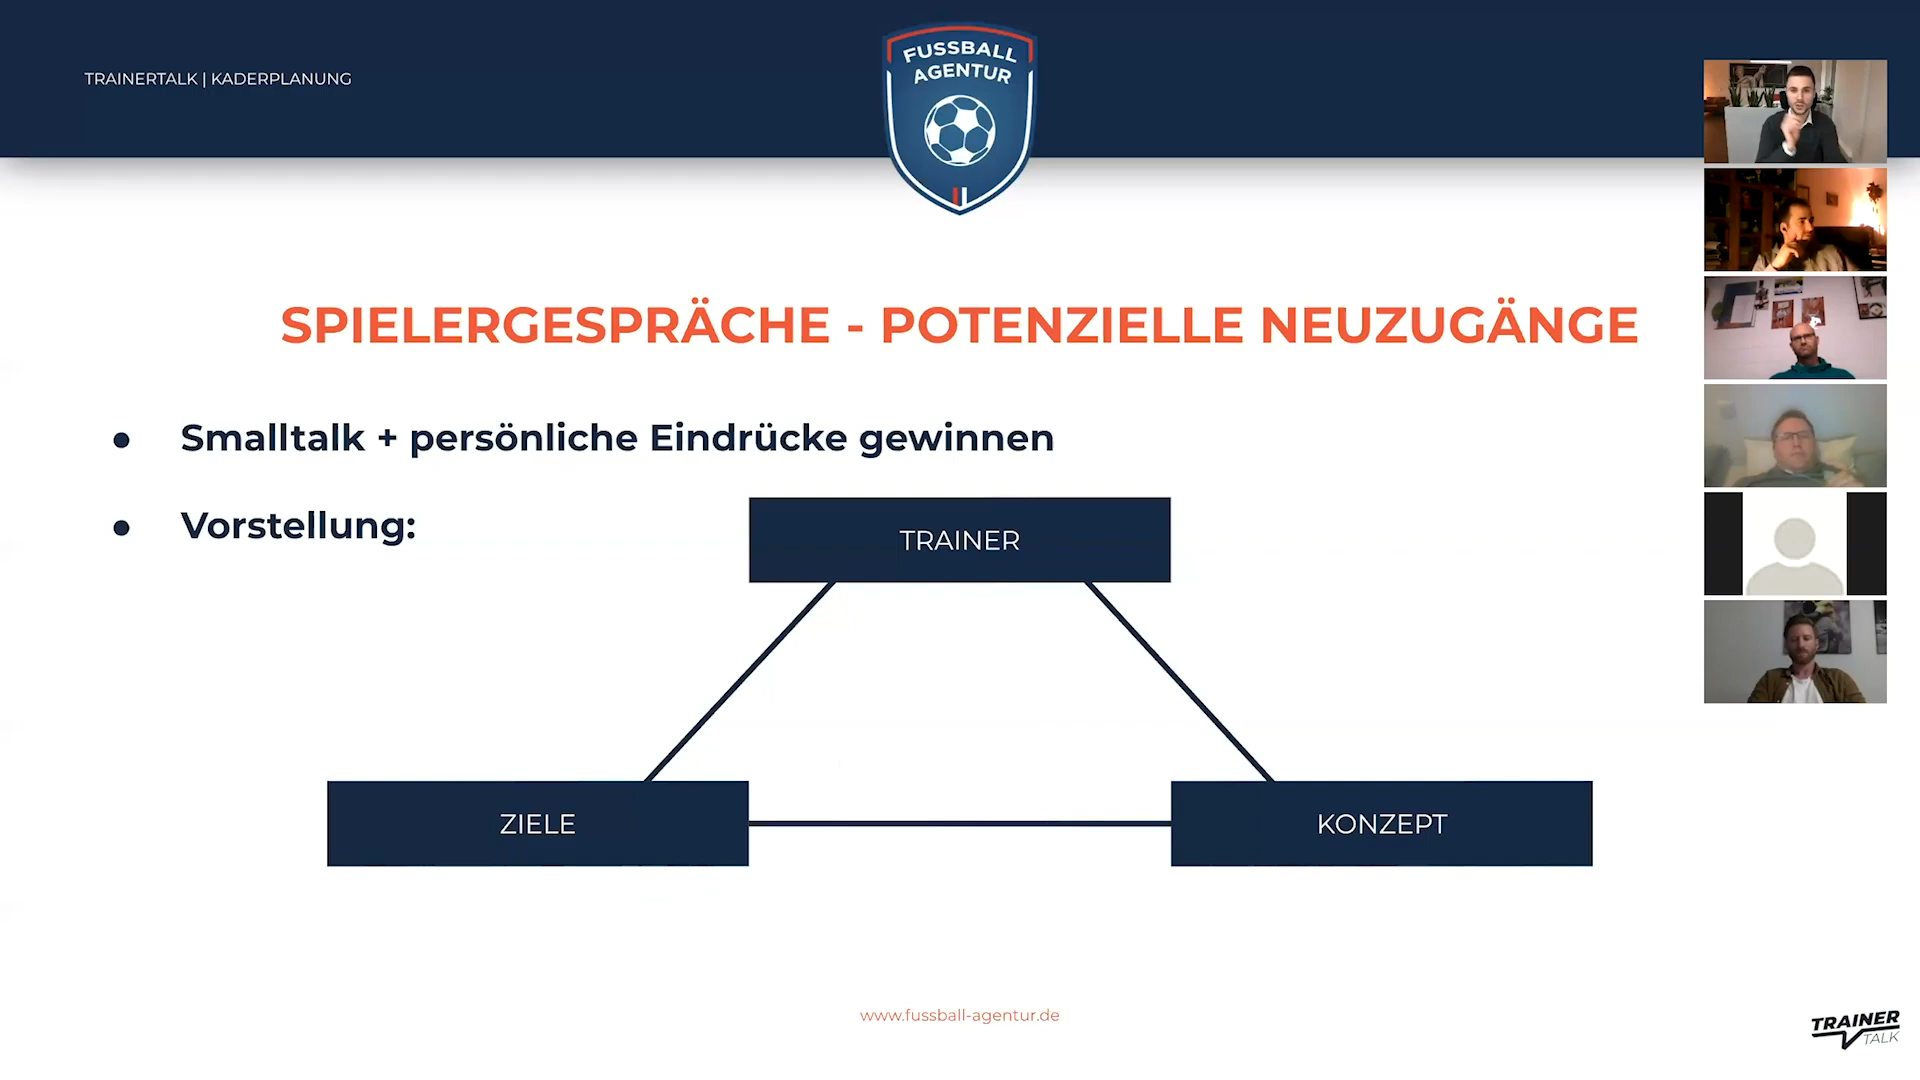 TRAINERTALK | KADERPLANUNG
FUSSBALL
AGENTUR
SPIELERGESPRÄCHE - POTENZIELLE NEUZUGÄNGE
● Smalltalk + persönliche Eindrücke gewinnen
● Vorstellung:
TRAINER
ZIELE
KONZEPT
www.fussball-agentur.de
TRAINER
TALK